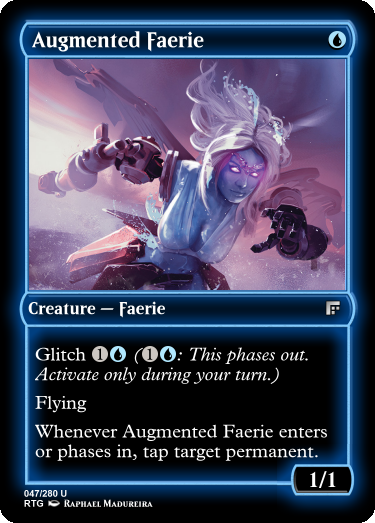 Augmented Faerie
Creature — Faerie
Glitch 1 (1: This phases out.
Activate only during your turn.)
Flying
Whenever Augmented Faerie enters
or phases in, tap target permanent.
1/1
047/280 U
RTG Raphael Madureira